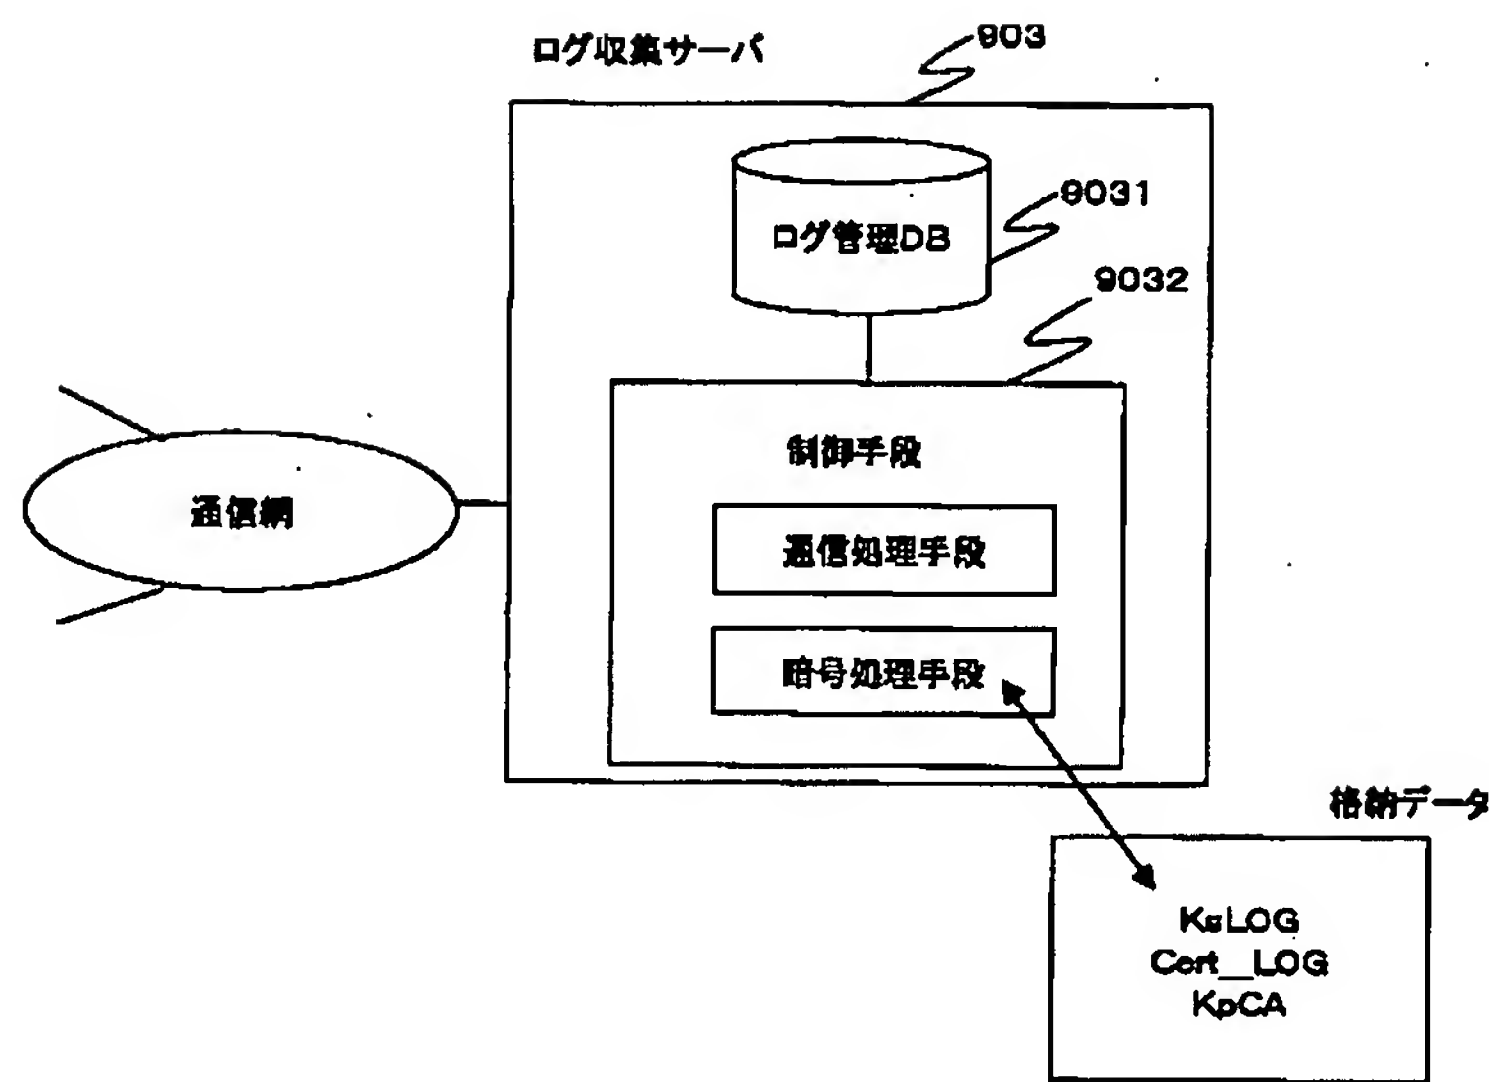 ログ収集サーバ
903
ログ管理DB
9031
9032
制御手段
通信網
通信処理手段
暗号処理手段
格納データ
KsLOG
Cert__LOG
KpCA